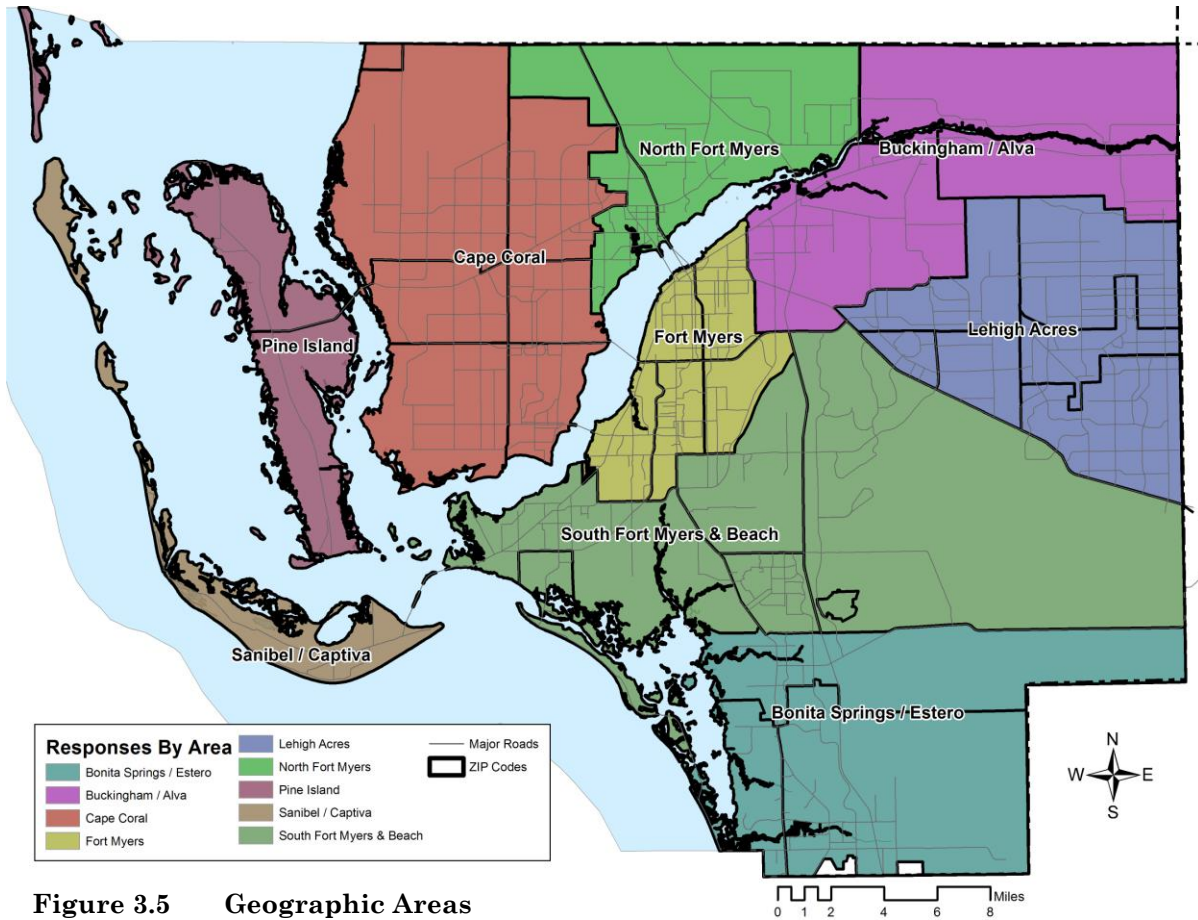 North Fort Myers
Buckingham / Alva
Cape Coral
Fort Myers
Lehigh Acres
Pine Island
South Fort Myers & Beach
Sanibel / Captiva
Bonita Springs / Estero
Responses By Area
Bonita Springs / Estero
Buckingham / Alva
Cape Coral
Fort Myers
Lehigh Acres
North Fort Myers
Pine Island
Sanibel / Captiva
South Fort Myers & Beach
Major Roads
ZIP Codes
N
W E
S
Miles
0 1 2 4 6 8
Figure 3.5 Geographic Areas